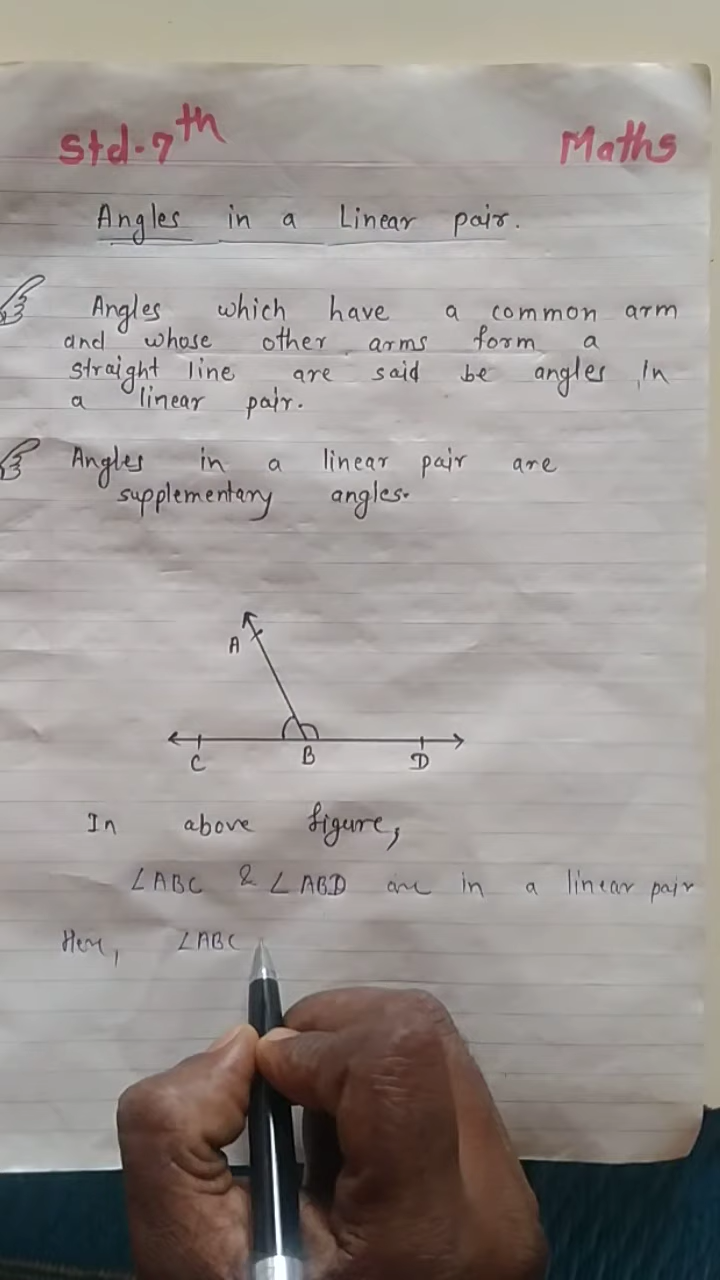 Std-7th Maths
Angles in a Linear pair.
Angles which have a common arm
and whose other arms form a
straight line are said be angles in
a linear pair.
Angles in a linear pair are
supplementary angles.
A
C B D
In above figure,
∠ABC & ∠ABD are in a linear pair
Here, ∠ABC